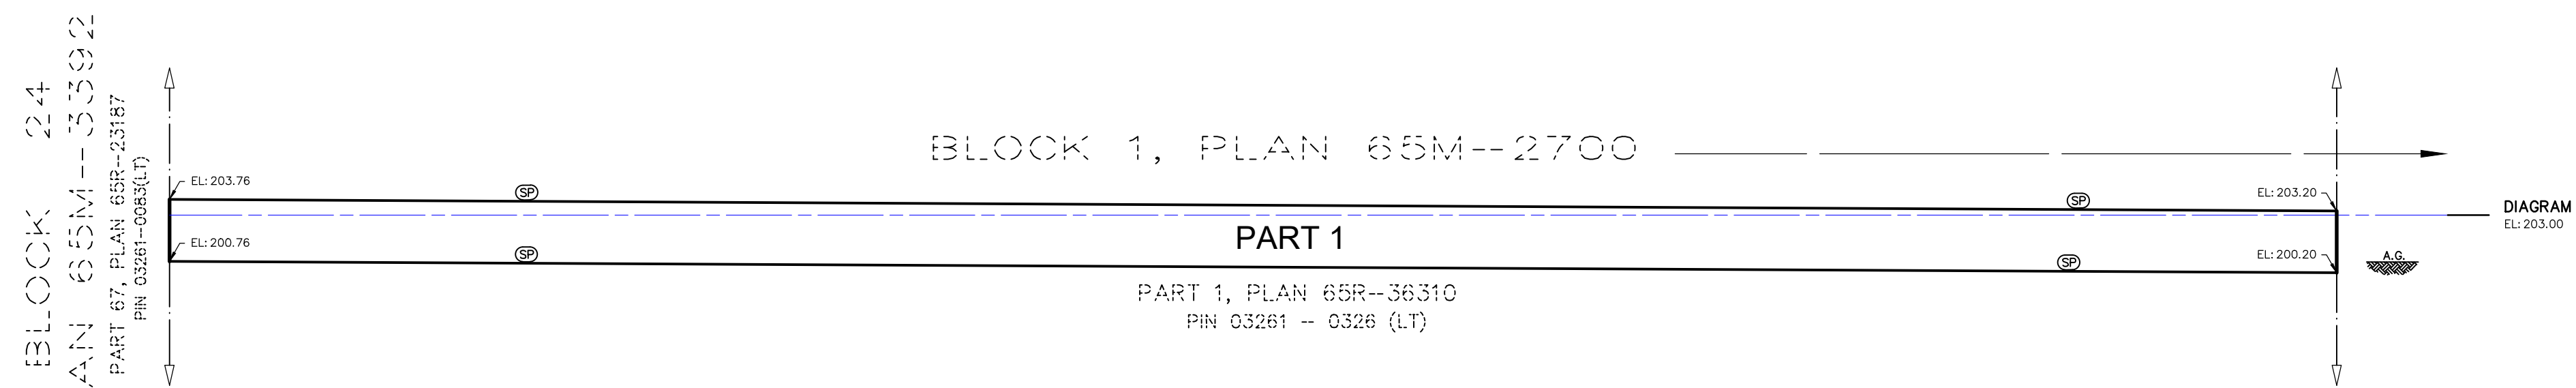 BLOCK 24
AN 65M--3392
PART 67, PLAN 65R--23187
PIN 03261--0083(LT)
BLOCK 1, PLAN 65M--2700
EL: 203.76
SP
SP
EL: 203.20
DIAGRAM
EL: 203.00
PART 1
EL: 200.76
SP
SP
EL: 200.20
A.G.
PART 1, PLAN 65R--36310
PIN 03261 -- 0326 (LT)